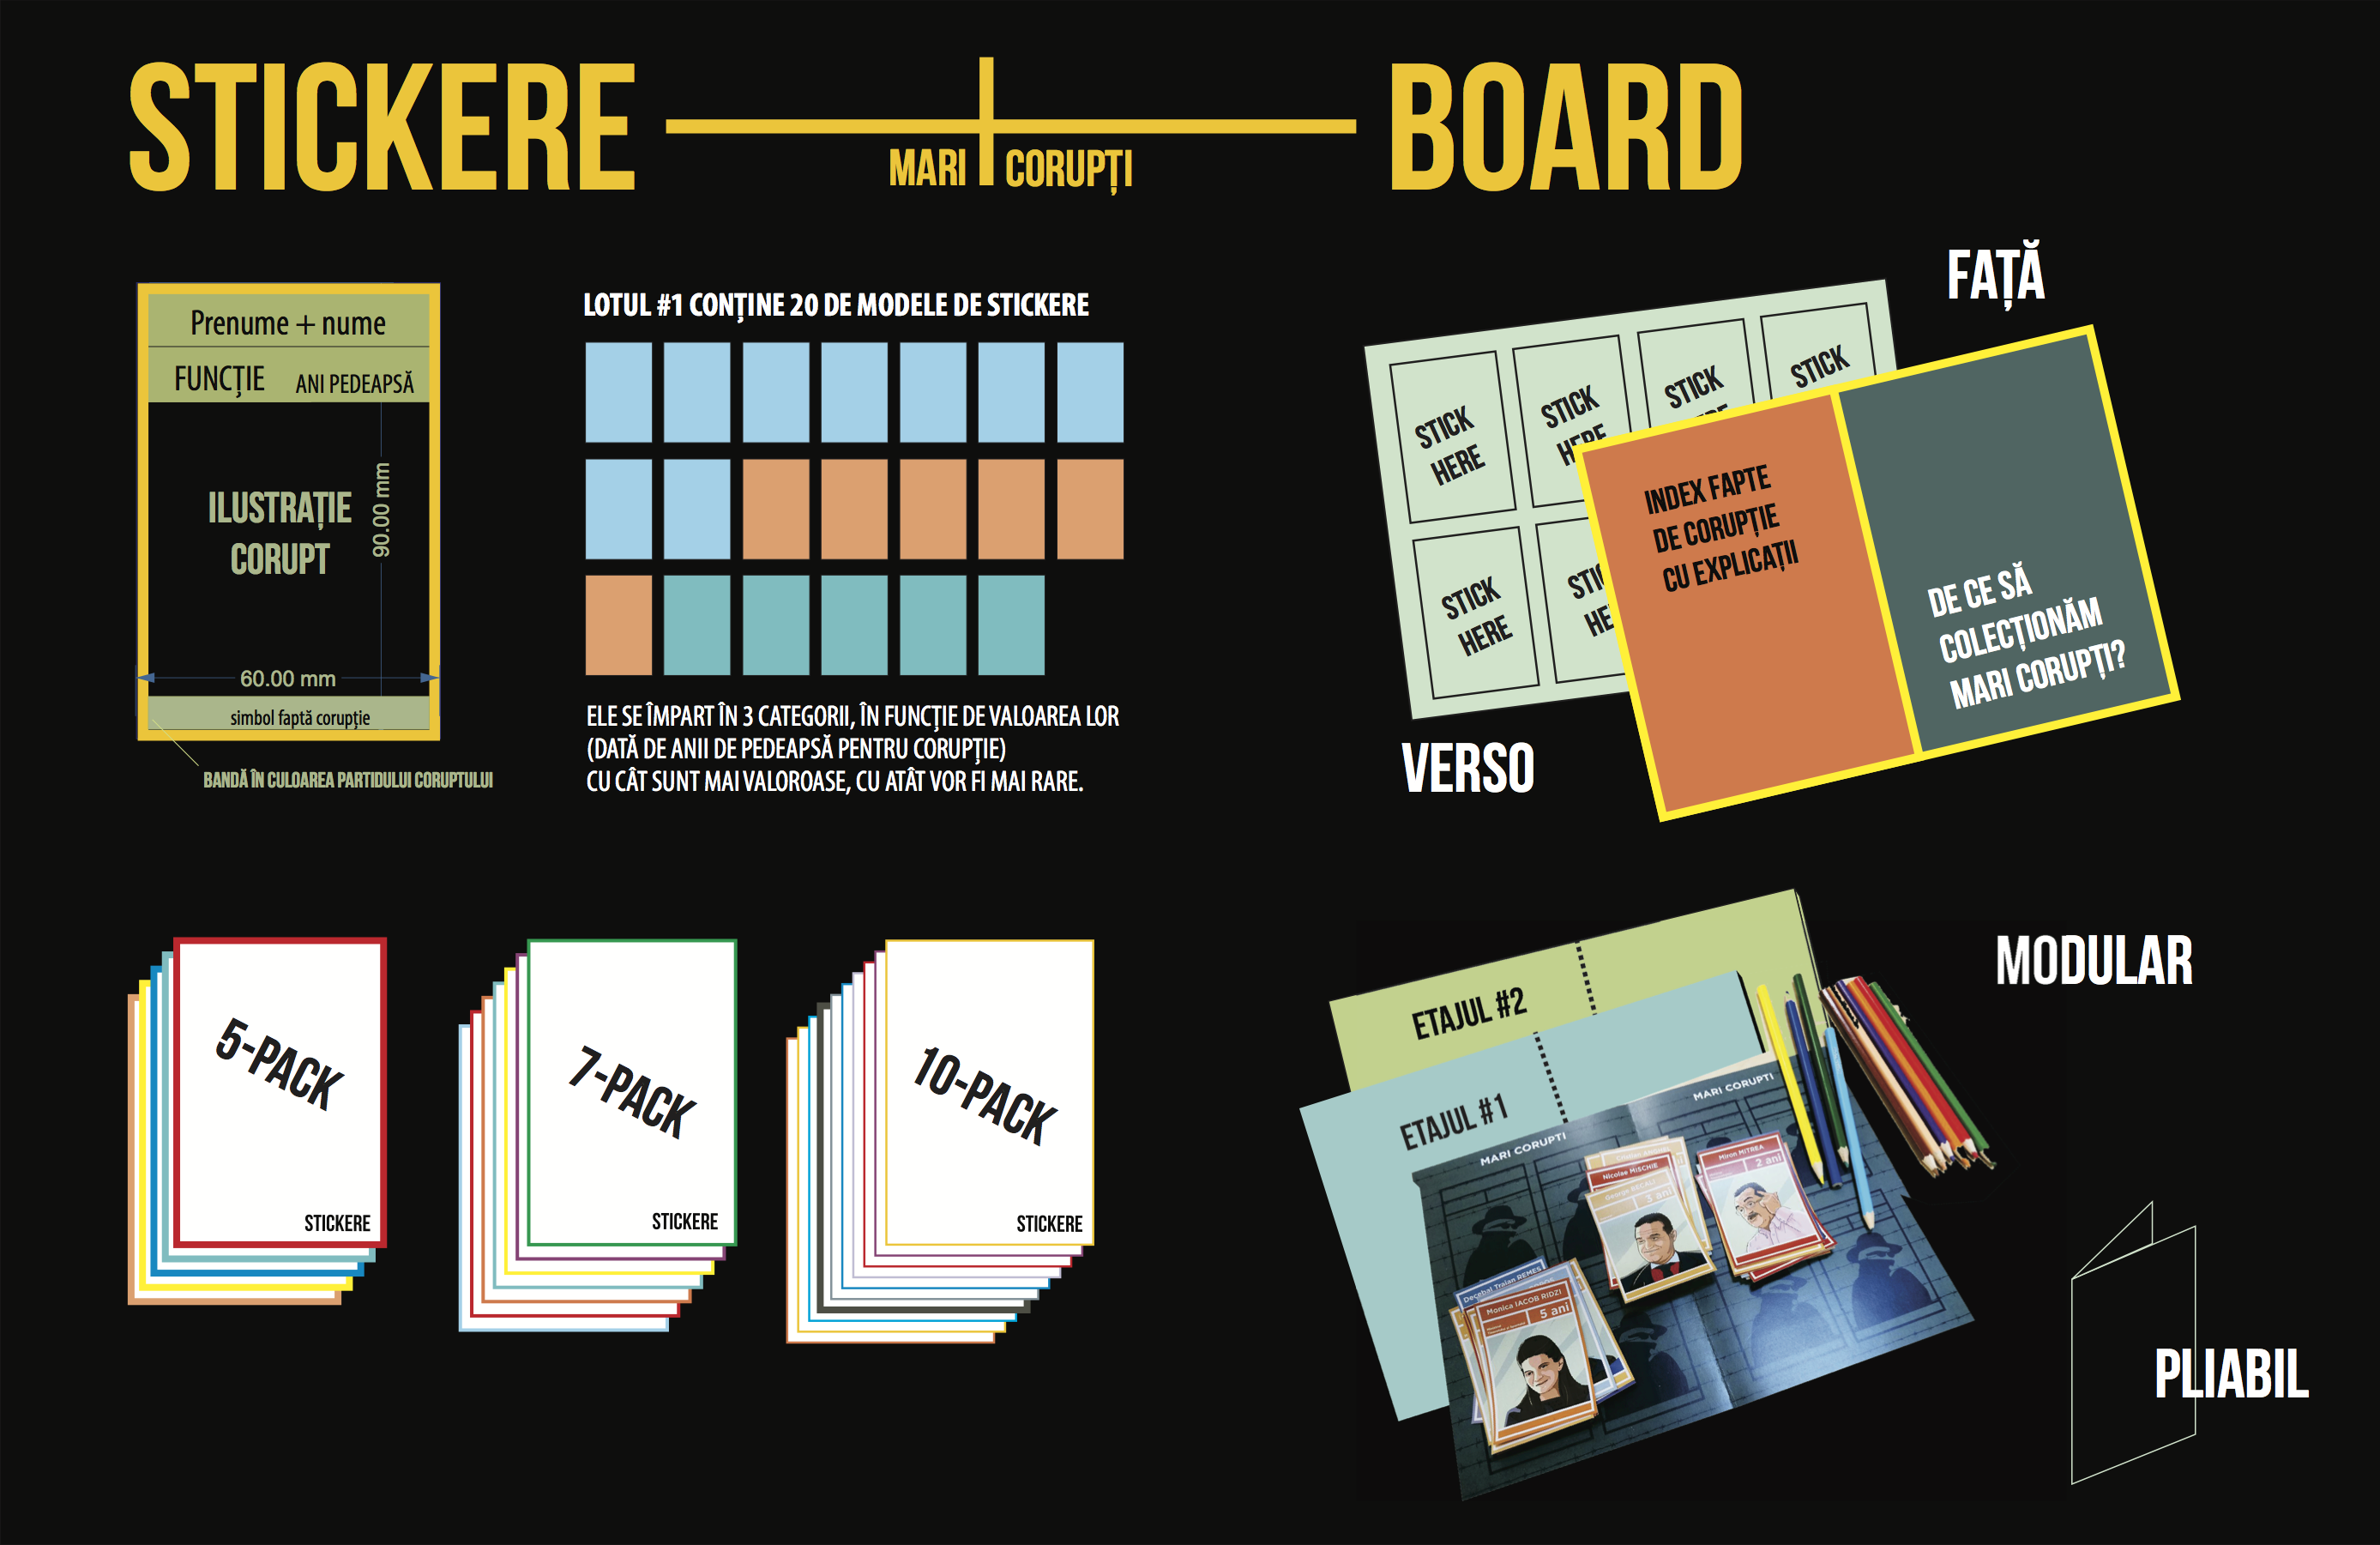 STICKERE
MARI CORUPȚI
BOARD
Prenume + nume
FUNCȚIE ANI PEDEAPSĂ
ILUSTRAȚIE
CORUPT
90.00 mm
60.00 mm
simbol faptă corupție
BANDĂ ÎN CULOAREA PARTIDULUI CORUPTULUI
LOTUL #1 CONȚINE 20 DE MODELE DE STICKERE
ELE SE ÎMPART ÎN 3 CATEGORII, ÎN FUNCȚIE DE VALOAREA LOR
(DATĂ DE ANII DE PEDEAPSĂ PENTRU CORUPȚIE)
CU CÂT SUNT MAI VALOROASE, CU ATÂT VOR FI MAI RARE.
FAȚĂ
STICK
HERE
STICK
HERE
STICK
HERE
STICK
STICK
HERE
INDEX FAPTE
DE CORUPȚIE
CU EXPLICAȚII
DE CE SĂ
COLECȚIONĂM
MARI CORUPȚI?
VERSO
5-PACK
STICKERE
7-PACK
STICKERE
10-PACK
STICKERE
MODULAR
ETAJUL #2
ETAJUL #1
MARI CORUPTI
MARI CORUPTI
Nicolae MISCHIE
George BECALI
3 ani
Miron MITREA
2 ani
Decebal Traian REMES
Monica IACOB RIDZI
5 ani
PLIABIL